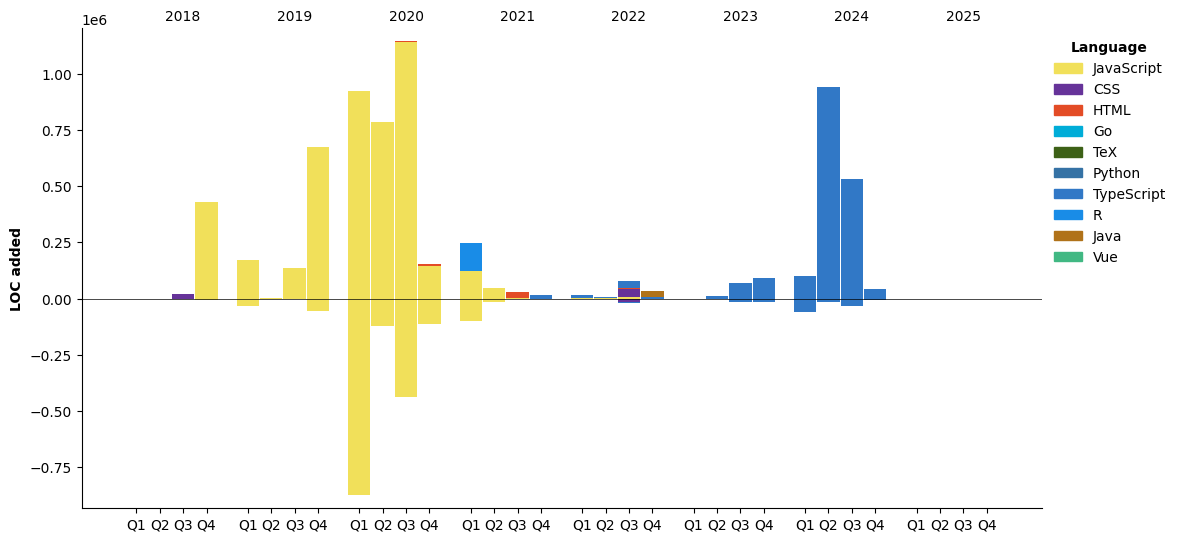 1e6
2018 2019 2020 2021 2022 2023 2024 2025
LOC added
1.00
0.75
0.50
0.25
0.00
−0.25
−0.50
−0.75
Q1 Q2 Q3 Q4 Q1 Q2 Q3 Q4 Q1 Q2 Q3 Q4 Q1 Q2 Q3 Q4 Q1 Q2 Q3 Q4 Q1 Q2 Q3 Q4 Q1 Q2 Q3 Q4 Q1 Q2 Q3 Q4
Language
JavaScript
CSS
HTML
Go
TeX
Python
TypeScript
R
Java
Vue